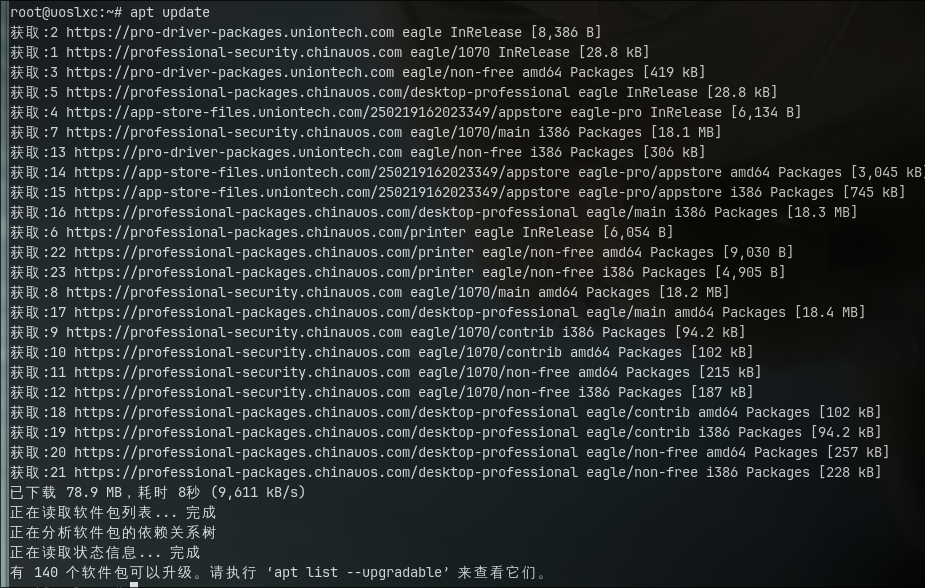 root@uoslxc:~# apt update
获取:2 https://pro-driver-packages.uniontech.com eagle InRelease [8,386 B]
获取:1 https://professional-security.chinauos.com eagle/1070 InRelease [28.8 kB]
获取:3 https://pro-driver-packages.uniontech.com eagle/non-free amd64 Packages [419 kB]
获取:5 https://professional-packages.chinauos.com/desktop-professional eagle InRelease [28.8 kB]
获取:4 https://app-store-files.uniontech.com/250219162023349/appstore eagle-pro InRelease [6,134 B]
获取:7 https://professional-security.chinauos.com eagle/1070/main i386 Packages [18.1 MB]
获取:13 https://pro-driver-packages.uniontech.com eagle/non-free i386 Packages [306 kB]
获取:14 https://app-store-files.uniontech.com/250219162023349/appstore eagle-pro/appstore amd64 Packages [3,045 kB]
获取:15 https://app-store-files.uniontech.com/250219162023349/appstore eagle-pro/appstore i386 Packages [745 kB]
获取:16 https://professional-packages.chinauos.com/desktop-professional eagle/main i386 Packages [18.3 MB]
获取:6 https://professional-packages.chinauos.com/printer eagle InRelease [6,054 B]
获取:22 https://professional-packages.chinauos.com/printer eagle/non-free amd64 Packages [9,030 B]
获取:23 https://professional-packages.chinauos.com/printer eagle/non-free i386 Packages [4,905 B]
获取:8 https://professional-security.chinauos.com eagle/1070/main amd64 Packages [18.2 MB]
获取:17 https://professional-packages.chinauos.com/desktop-professional eagle/main amd64 Packages [18.4 MB]
获取:9 https://professional-security.chinauos.com eagle/1070/contrib i386 Packages [94.2 kB]
获取:10 https://professional-security.chinauos.com eagle/1070/contrib amd64 Packages [102 kB]
获取:11 https://professional-security.chinauos.com eagle/1070/non-free amd64 Packages [215 kB]
获取:12 https://professional-security.chinauos.com eagle/1070/non-free i386 Packages [187 kB]
获取:18 https://professional-packages.chinauos.com/desktop-professional eagle/contrib amd64 Packages [102 kB]
获取:19 https://professional-packages.chinauos.com/desktop-professional eagle/contrib i386 Packages [94.2 kB]
获取:20 https://professional-packages.chinauos.com/desktop-professional eagle/non-free amd64 Packages [257 kB]
获取:21 https://professional-packages.chinauos.com/desktop-professional eagle/non-free i386 Packages [228 kB]
已下载 78.9 MB，耗时 8秒 (9,611 kB/s)
正在读取软件包列表... 完成
正在分析软件包的依赖关系树
正在读取状态信息... 完成
有 140 个软件包可以升级。请执行 ‘apt list --upgradable’ 来查看它们。